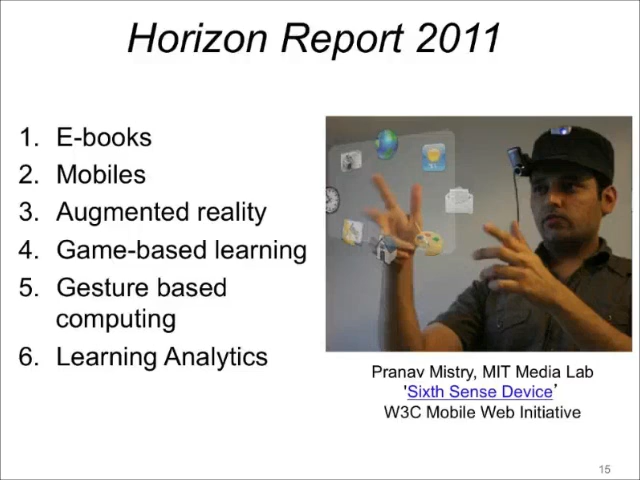 Horizon Report 2011
1. E-books
2. Mobiles
3. Augmented reality
4. Game-based learning
5. Gesture based
computing
6. Learning Analytics
Pranav Mistry, MIT Media Lab
'Sixth Sense Device’
W3C Mobile Web Initiative
15